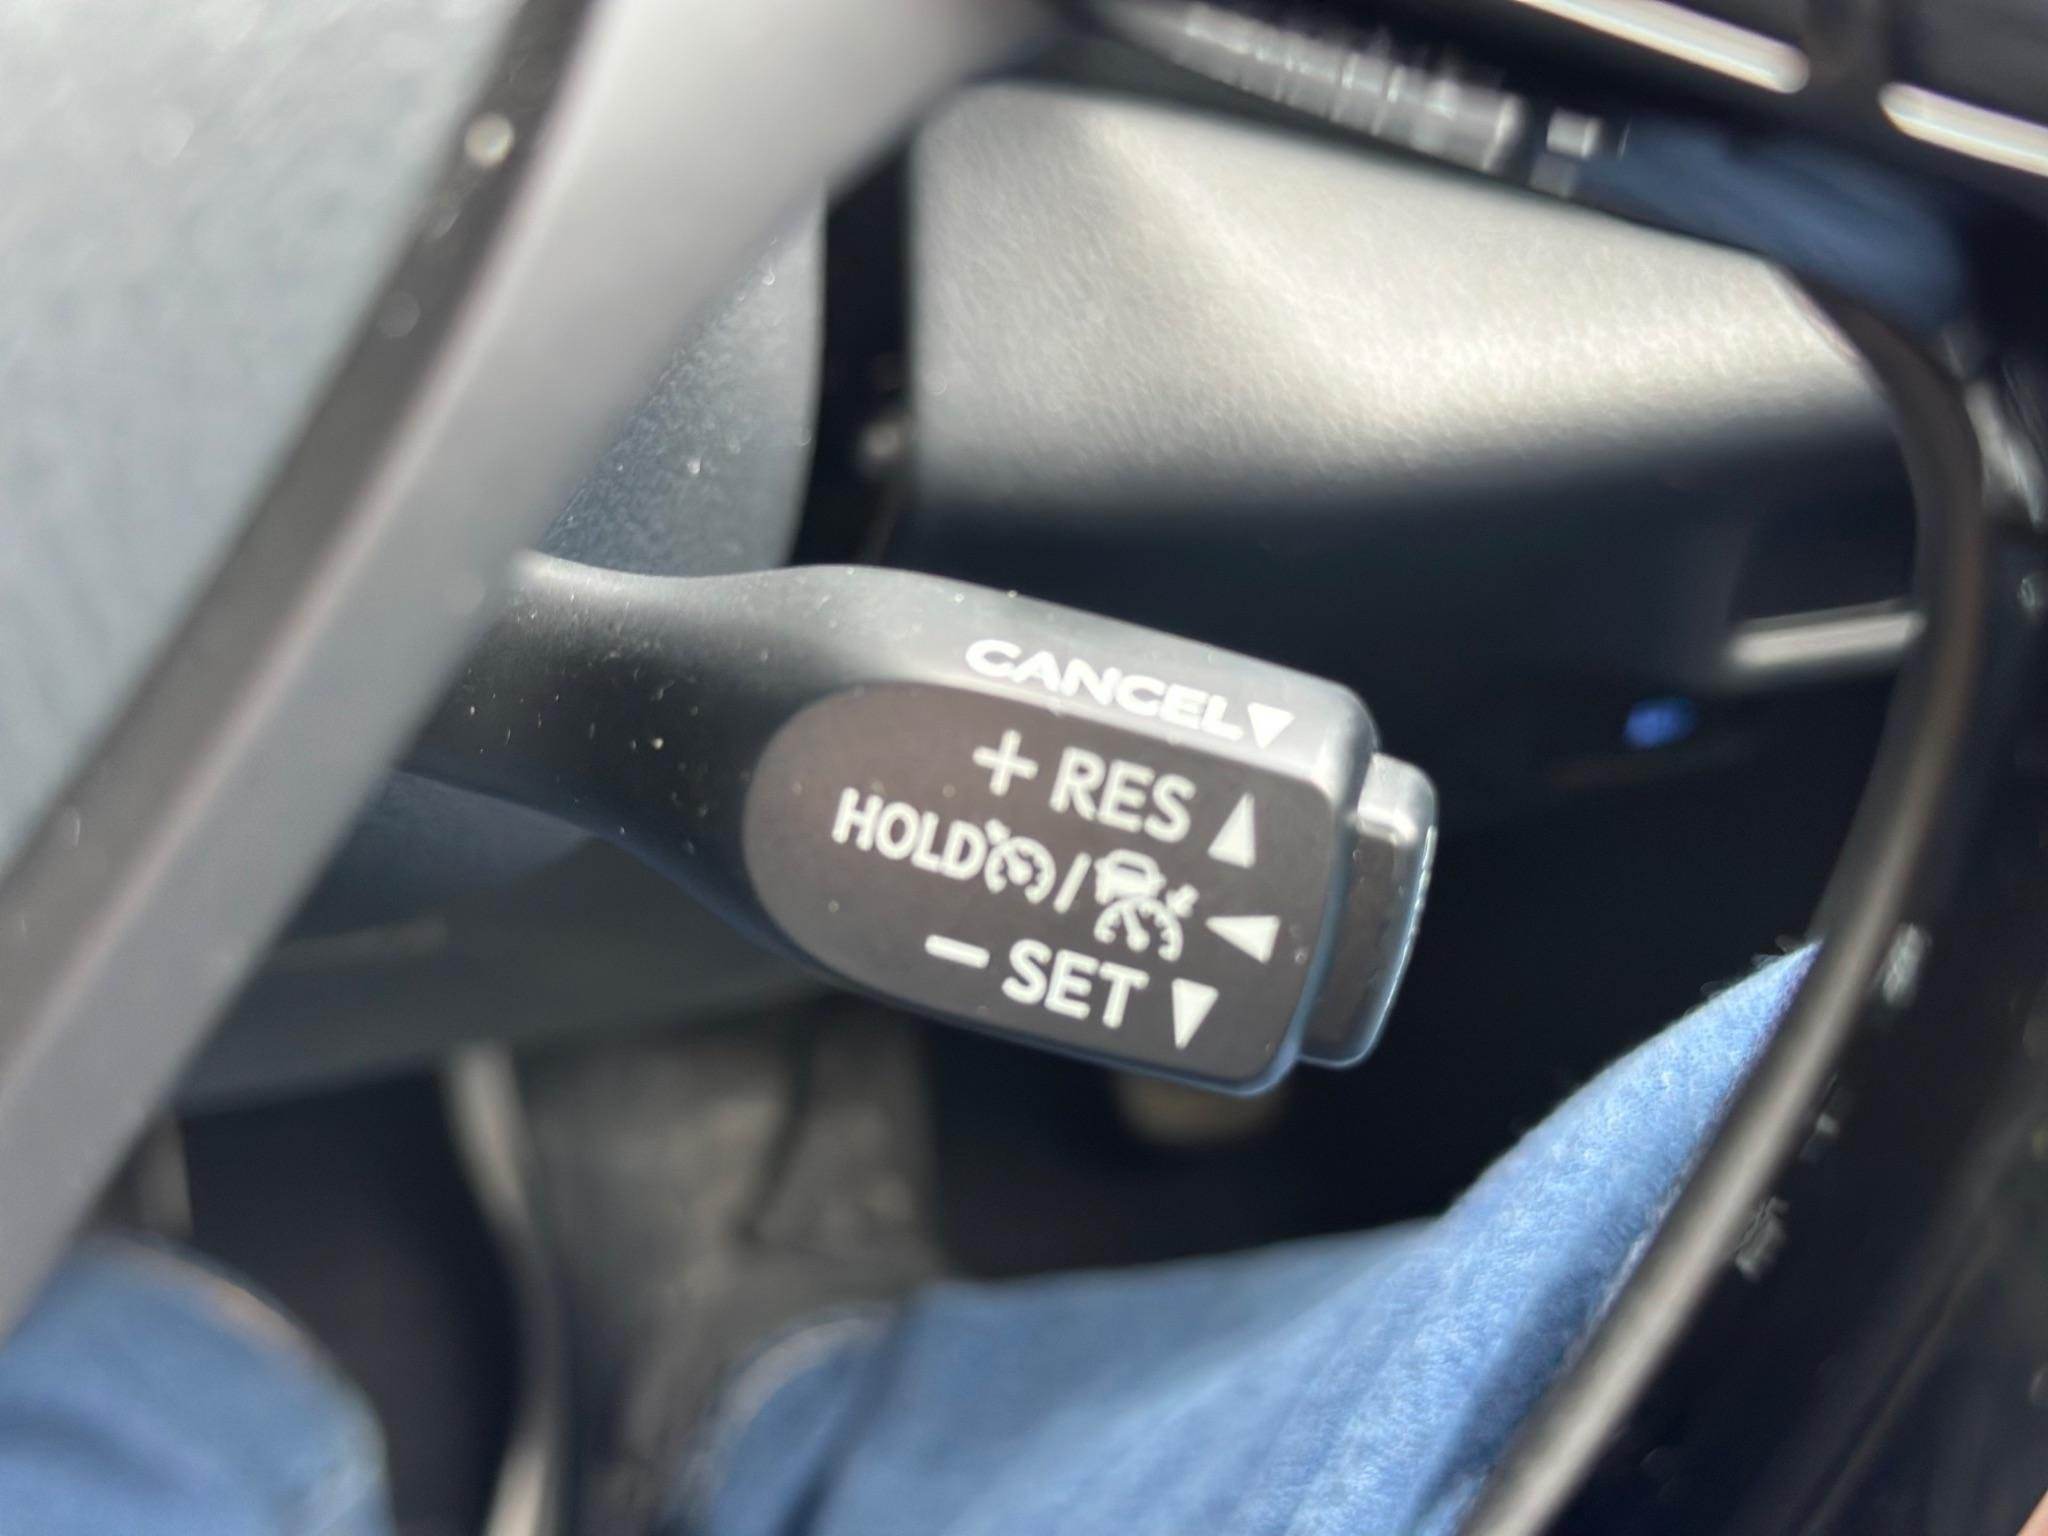 CANCEL▼
+ RES ▲
HOLD / ◀
− SET ▼